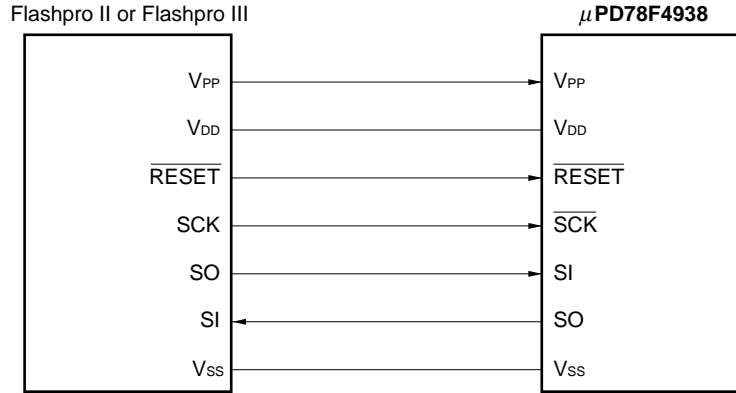 Flashpro II or Flashpro III μPD78F4938
VPP VPP
VDD VDD
RESET RESET
SCK SCK
SO SI
SI SO
VSS VSS